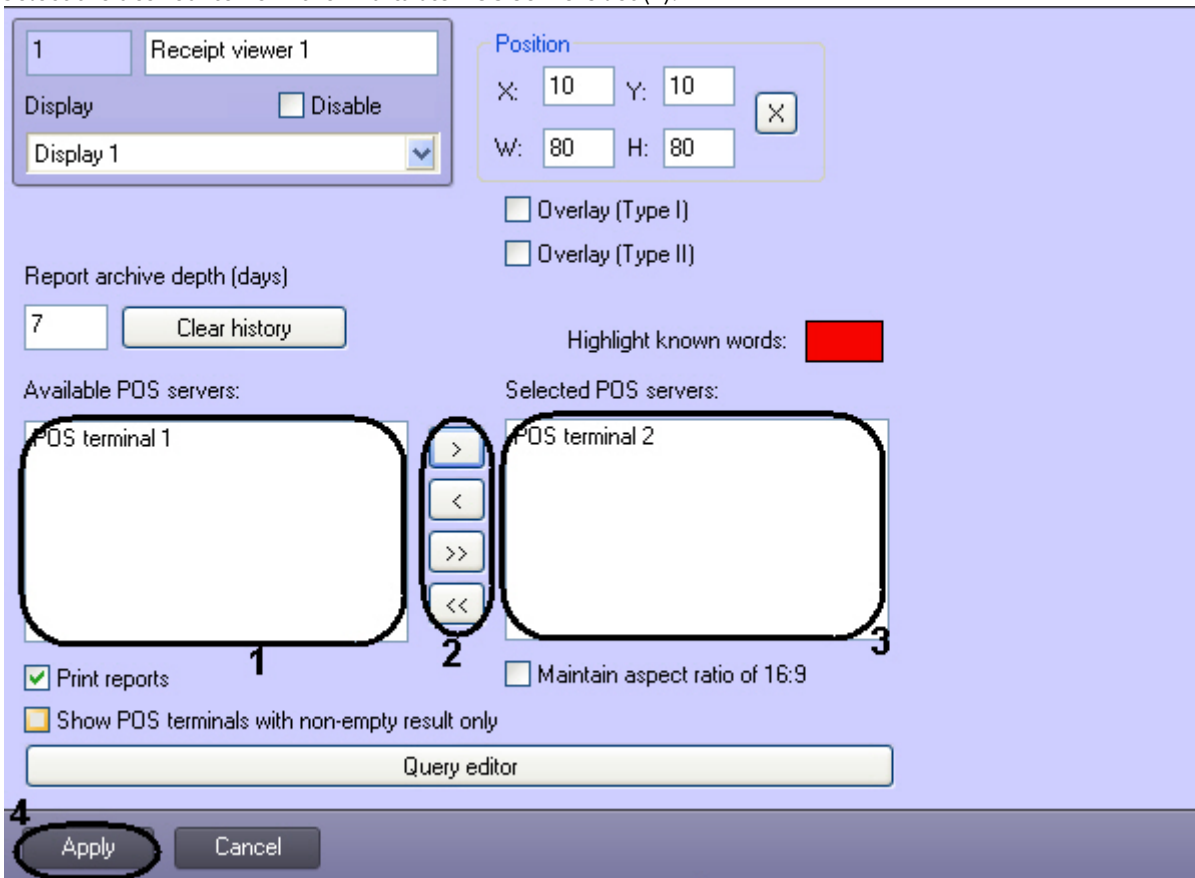 1 Receipt viewer 1
Position
X: 10 Y: 10
X
Display Disable
Display 1
W: 80 H: 80
Overlay (Type I)
Overlay (Type II)
Report archive depth (days)
7 Clear history
Highlight known words:
Available POS servers:
Selected POS servers:
POS terminal 1
>
<
>>
<<
POS terminal 2
1
2
3
Print reports
Maintain aspect ratio of 16:9
Show POS terminals with non-empty result only
Query editor
4
Apply Cancel